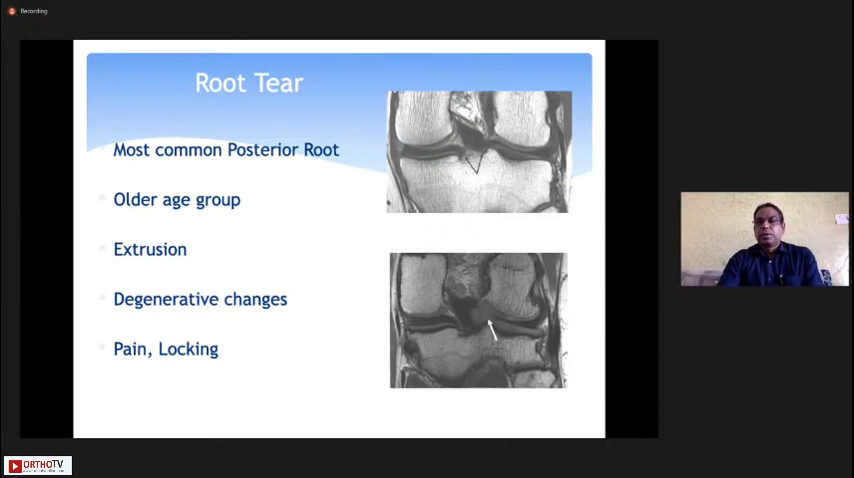 Recording
Root Tear
Most common Posterior Root
Older age group
Extrusion
Degenerative changes
Pain, Locking
ORTHOTV